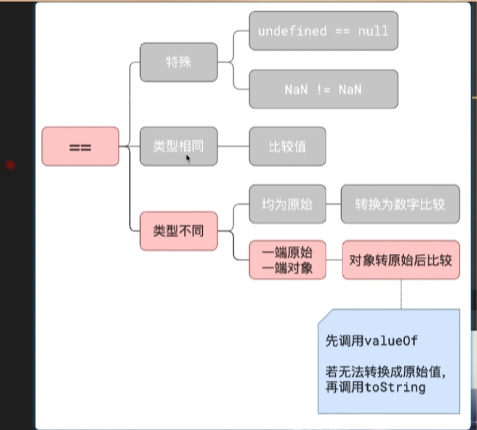 undefined == null
特殊
NaN != NaN
==
类型相同
比较值
均为原始
转换为数字比较
类型不同
一端原始
一端对象
对象转原始后比较
先调用valueOf
若无法转换成原始值,
再调用toString